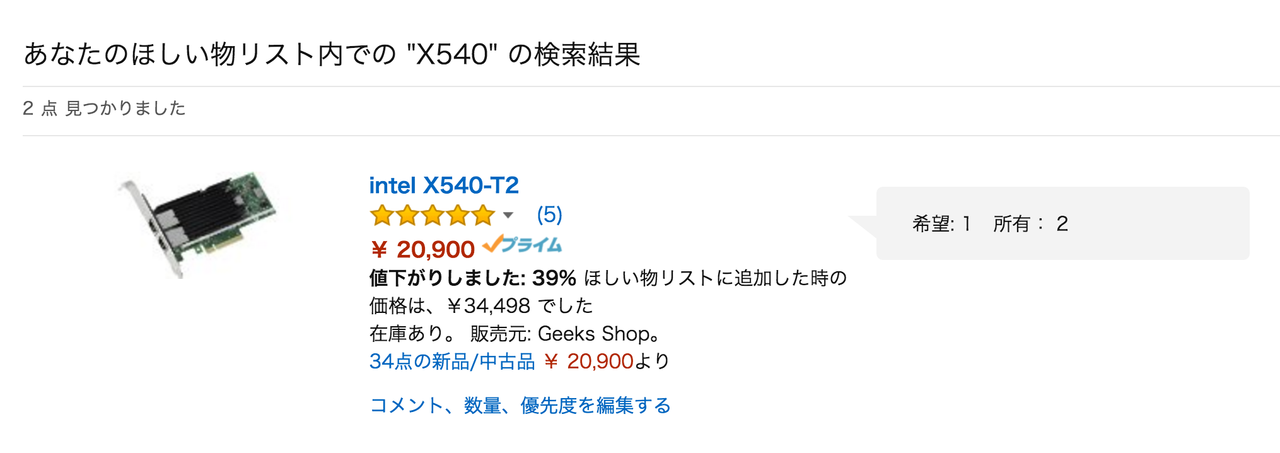 あなたのほしい物リスト内での "X540" の検索結果
2 点 見つかりました
intel X540-T2
(5)
¥ 20,900 プライム
値下がりしました: 39% ほしい物リストに追加した時の
価格は、¥34,498 でした
在庫あり。 販売元: Geeks Shop。
34点の新品/中古品 ¥ 20,900より
コメント、数量、優先度を編集する
希望: 1 所有： 2